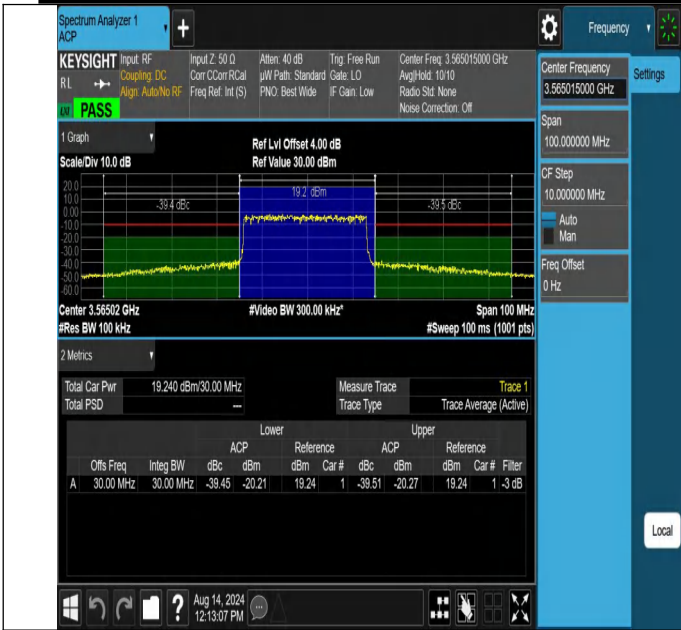 Spectrum Analyzer 1
ACP
+
Frequency
KEYSIGHT
RL
PASS
Input: RF
Coupling: DC
Align: Auto/No RF
Input Z: 50 Ω
Corr CCorr RCal
Freq Ref: Int (S)
Atten: 40 dB
µW Path: Standard
PNO: Best Wide
Trig: Free Run
Gate: LO
IF Gain: Low
Center Freq: 3.565015000 GHz
Avg|Hold: 10/10
Radio Std: None
Noise Correction: Off
Center Frequency
3.565015000 GHz
Settings
Span
100.000000 MHz
CF Step
10.000000 MHz
Auto
Man
Freq Offset
0 Hz
1 Graph
Scale/Div 10.0 dB
Ref Lvl Offset 4.00 dB
Ref Value 30.00 dBm
20.0
10.0
0.00
-10.0
-20.0
-30.0
-40.0
-50.0
-60.0
-39.4 dBc
19.2 dBm
-39.5 dBc
Center 3.56502 GHz
#Video BW 300.00 kHz*
Span 100 MHz
#Res BW 100 kHz
#Sweep 100 ms (1001 pts)
2 Metrics
Total Car Pwr 19.240 dBm/30.00 MHz
Total PSD ---
Measure Trace Trace 1
Trace Type Trace Average (Active)
Lower Upper
ACP Reference ACP Reference
Offs Freq Integ BW dBc dBm dBm Car # dBc dBm dBm Car # Filter
A 30.00 MHz 30.00 MHz -39.45 -20.21 19.24 1 -39.51 -20.27 19.24 1 -3 dB
Local
?
Aug 14, 2024
12:13:07 PM